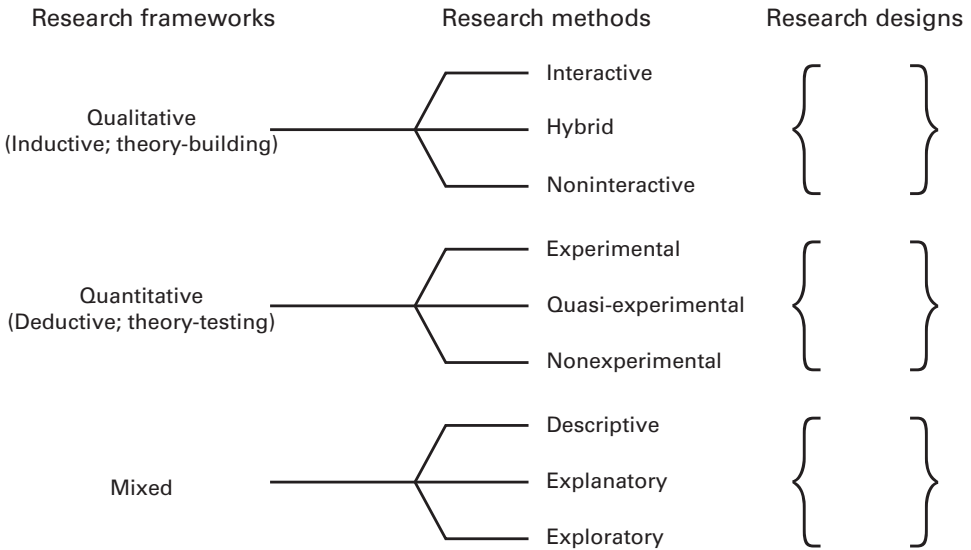 Research frameworks
Research methods
Research designs
Qualitative
(Inductive; theory-building)
Interactive
Hybrid
Noninteractive
Quantitative
(Deductive; theory-testing)
Experimental
Quasi-experimental
Nonexperimental
Mixed
Descriptive
Explanatory
Exploratory